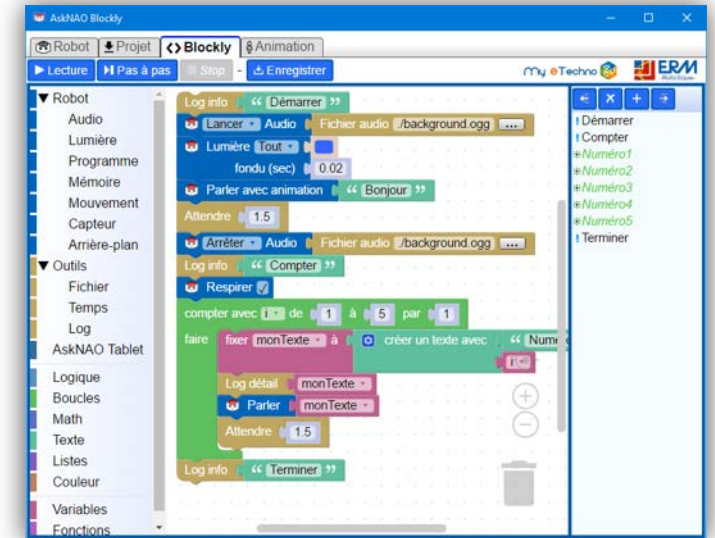 AskNAO Blockly
Robot Projet Blockly Animation
Lecture Pas à pas Stop - Enregistrer
My eTechno ERM
Robot
Audio
Lumière
Programme
Mémoire
Mouvement
Capteur
Arrière-plan
Outils
Fichier
Temps
Log
AskNAO Tablet
Logique
Boucles
Math
Texte
Listes
Couleur
Variables
Fonctions
Log info “ Démarrer ”
Lancer Audio Fichier audio ./background.ogg ...
Lumière Tout
fondu (sec) 0.02
Parler avec animation “ Bonjour ”
Attendre 1.5
Arrêter Audio Fichier audio ./background.ogg ...
Log info “ Compter ”
Respirer
compter avec i de 1 à 5 par 1
faire fixer monTexte à créer un texte avec “ Numé
i
Log détail monTexte
Parler monTexte
Attendre 1.5
Log info “ Terminer ”
! Démarrer
! Compter
Numéro1
Numéro2
Numéro3
Numéro4
Numéro5
! Terminer